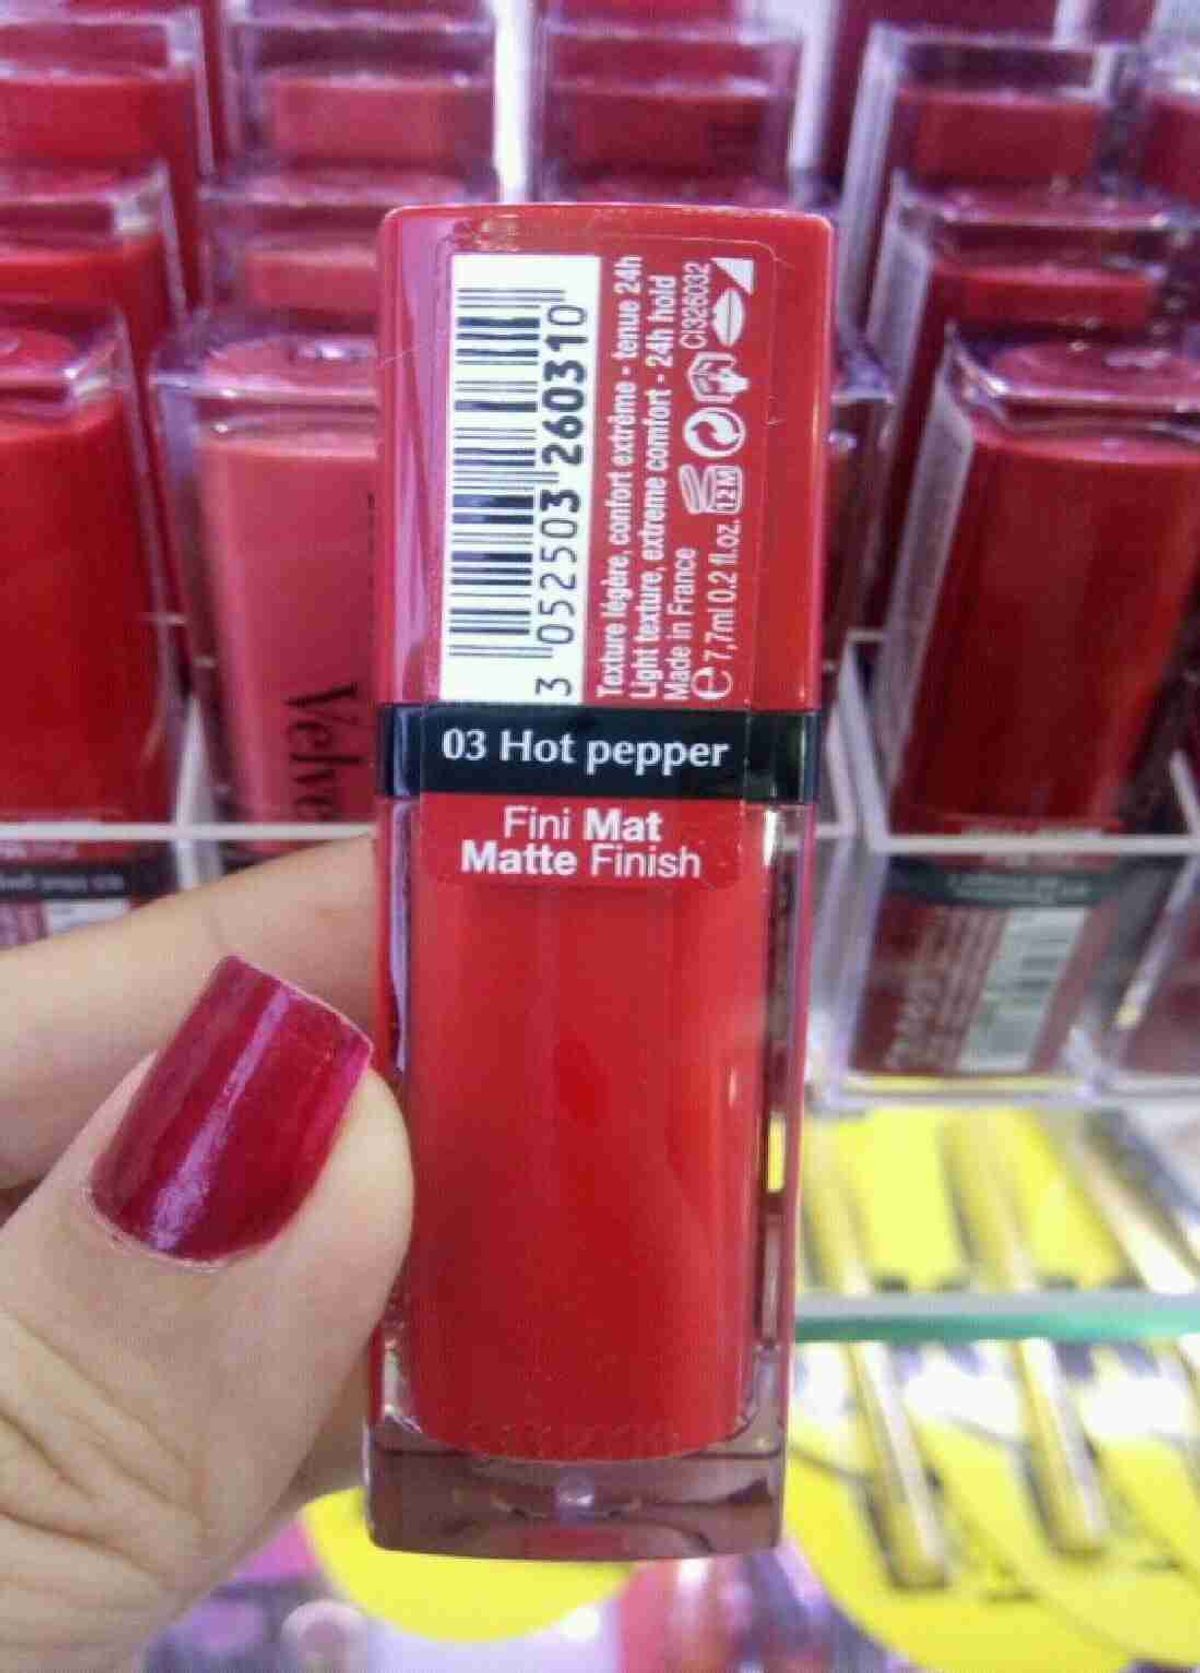 3 052503 260310
Texture légère, confort extrême - tenue 24h
Light texture, extreme comfort - 24h hold
Made in France CI326032
e 7,7ml 0.2 fl.oz. 12M
03 Hot pepper
Fini Mat
Matte Finish
Velve